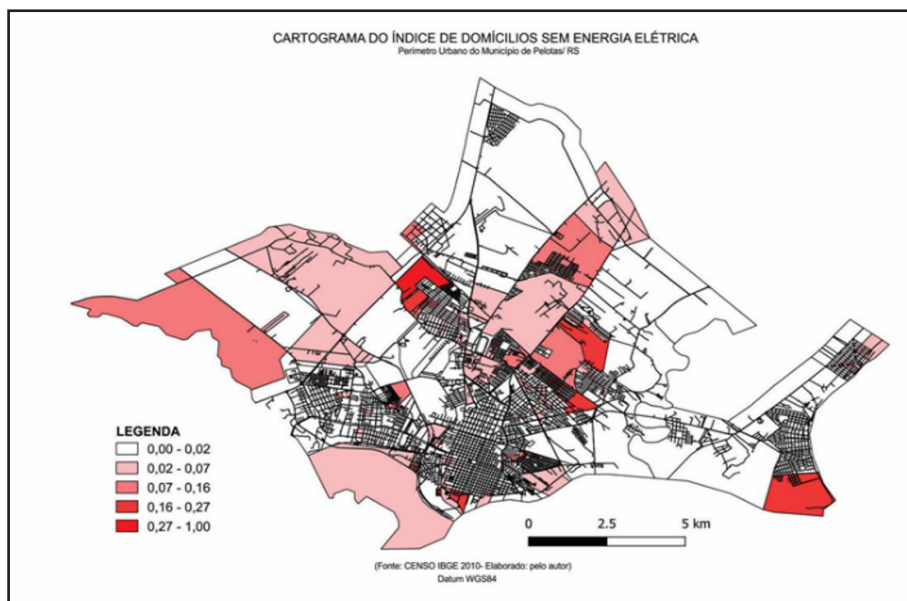 CARTOGRAMA DO ÍNDICE DE DOMÍCILIOS SEM ENERGIA ELÉTRICA
Perímetro Urbano do Município de Pelotas/ RS
LEGENDA
0,00 - 0,02
0,02 - 0,07
0,07 - 0,16
0,16 - 0,27
0,27 - 1,00
0 2.5 5 km
(Fonte: CENSO IBGE 2010- Elaborado: pelo autor)
Datum WGS84